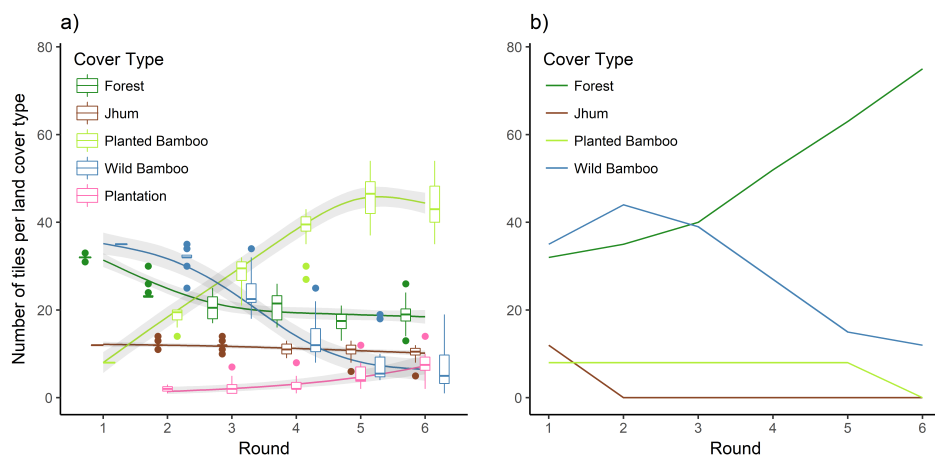 a)
Number of tiles per land cover type
80
60
40
20
0
Cover Type
Forest
Jhum
Planted Bamboo
Wild Bamboo
Plantation
1 2 3 4 5 6
Round
b)
80
60
40
20
0
Cover Type
Forest
Jhum
Planted Bamboo
Wild Bamboo
1 2 3 4 5 6
Round